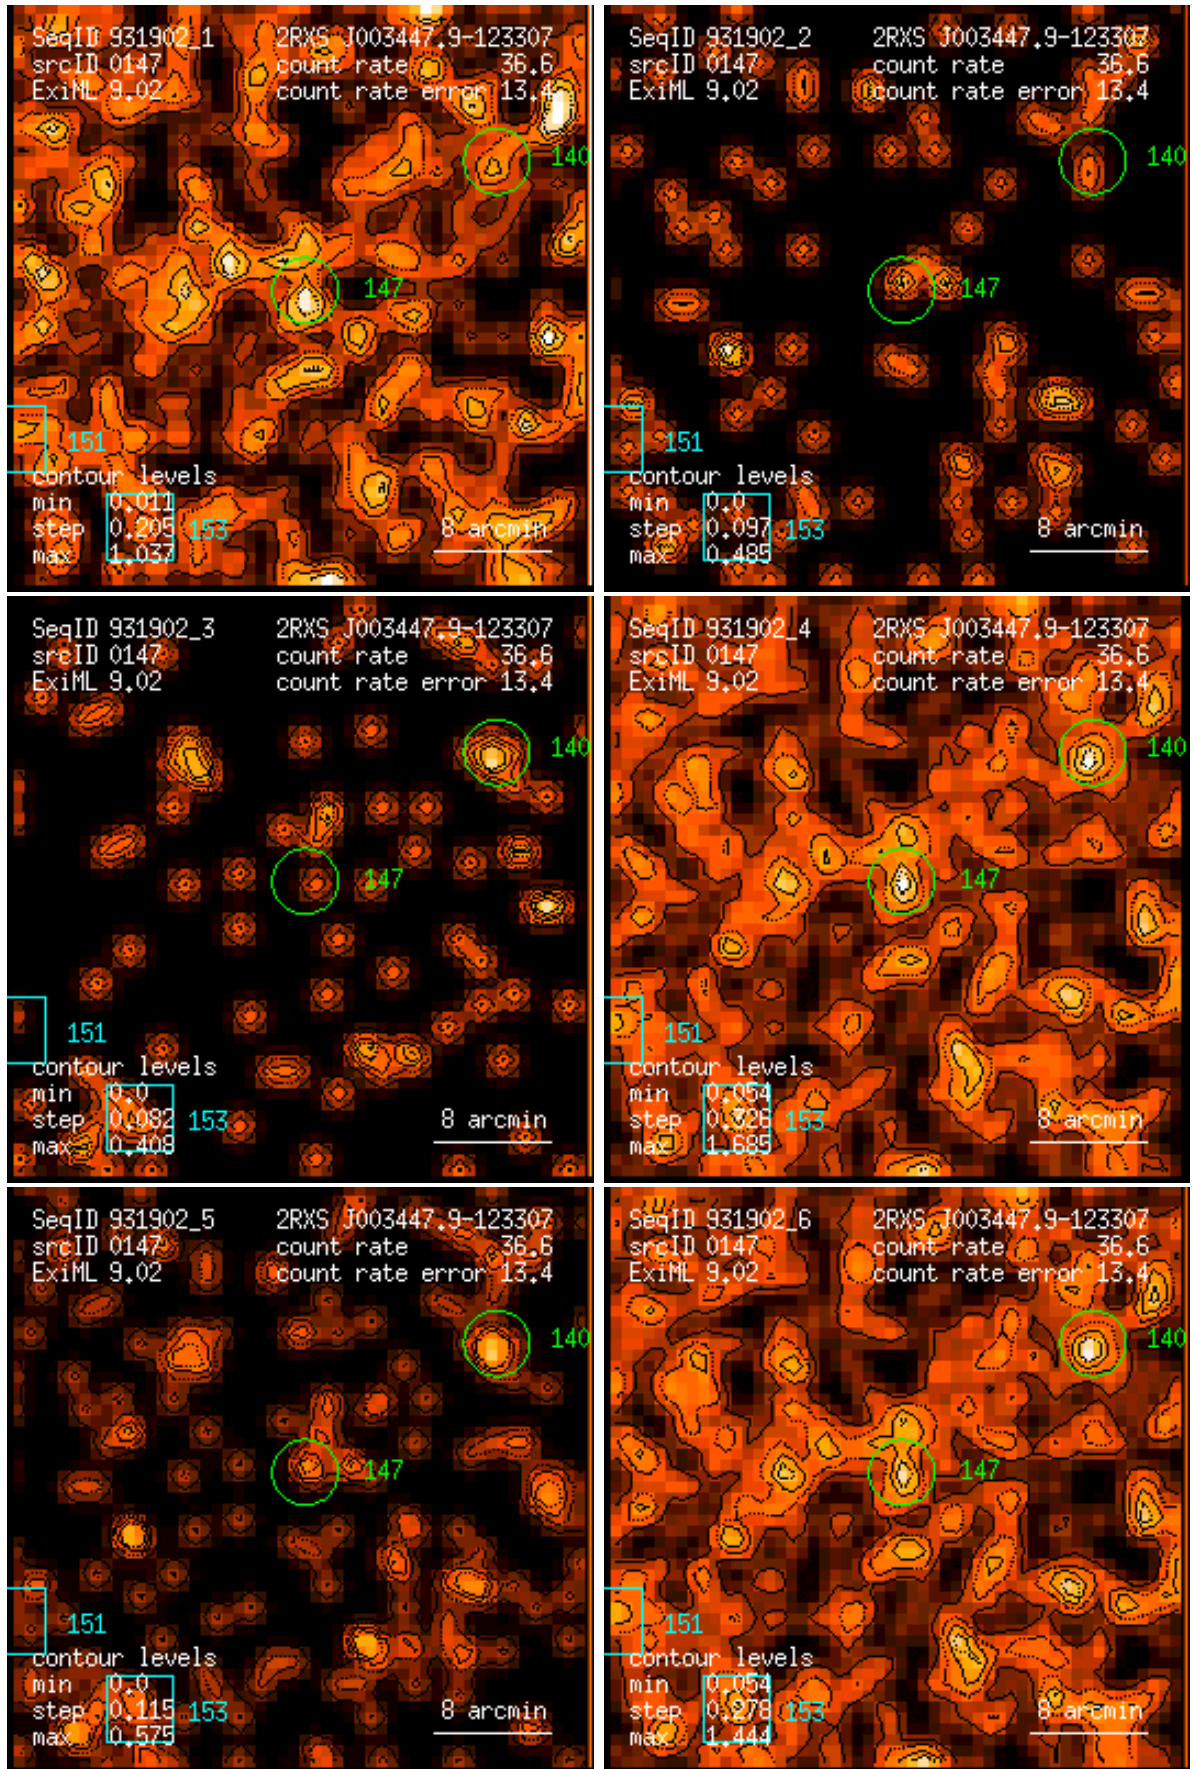 SeqID 931902_1 2RXS J003447.9-123307
srcID 0147 count rate 36.6
ExiML 9.02 count rate error 13.4
140
147
151
contour levels
min 0.011
step 0.205 153 8 arcmin
max 1.037
SeqID 931902_2 2RXS J003447.9-123307
srcID 0147 count rate 36.6
ExiML 9.02 count rate error 13.4
140
147
151
contour levels
min 0.0
step 0.097 153 8 arcmin
max 0.485
SeqID 931902_3 2RXS J003447.9-123307
srcID 0147 count rate 36.6
ExiML 9.02 count rate error 13.4
140
147
151
contour levels
min 0.0
step 0.082 153 8 arcmin
max 0.408
SeqID 931902_4 2RXS J003447.9-123307
srcID 0147 count rate 36.6
ExiML 9.02 count rate error 13.4
140
147
151
contour levels
min 0.054
step 0.326 153 8 arcmin
max 1.685
SeqID 931902_5 2RXS J003447.9-123307
srcID 0147 count rate 36.6
ExiML 9.02 count rate error 13.4
140
147
151
contour levels
min 0.0
step 0.115 153 8 arcmin
max 0.575
SeqID 931902_6 2RXS J003447.9-123307
srcID 0147 count rate 36.6
ExiML 9.02 count rate error 13.4
140
147
151
contour levels
min 0.054
step 0.278 153 8 arcmin
max 1.444